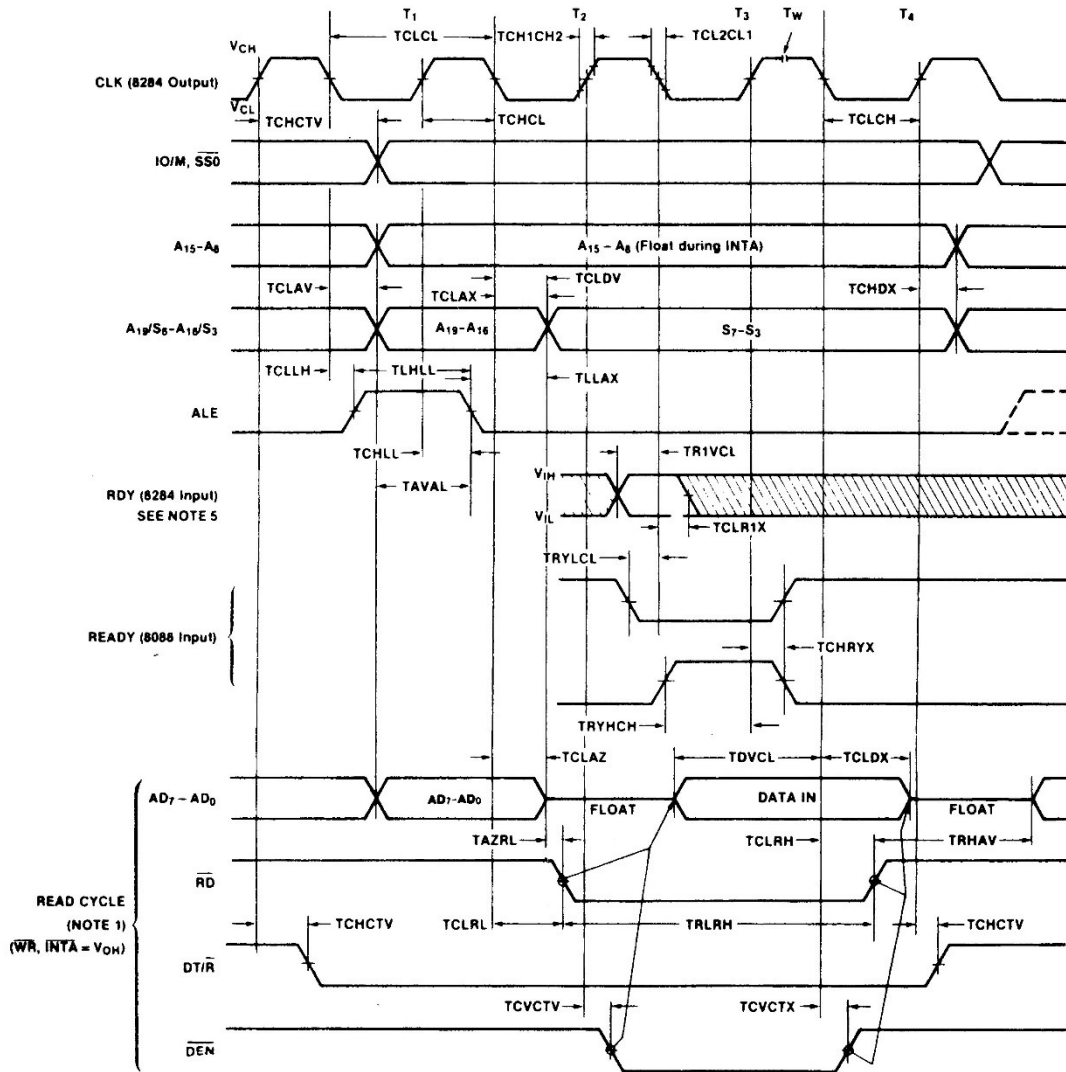 T1 T2 T3 TW T4
TCLCL TCH1CH2 TCL2CL1
VCH
CLK (8284 Output)
VCL
TCHCTV TCHCL TCLCH
IO/M, SS0
A15-A8 A15 – A8 (Float during INTA)
TCLAV TCLDV TCHDX
TCLAX
A19/S6-A16/S3 A19-A16 S7-S3
TCLLH TLHLL TLLAX
ALE
TCHLL TR1VCL
TAVAL
RDY (8284 Input) VIH
SEE NOTE 5 VIL
TCLR1X
TRYLCL
READY (8088 Input)
TCHRYX
TRYHCH
TCLAZ TDVCL TCLDX
AD7 – AD0 AD7-AD0 FLOAT DATA IN FLOAT
TAZRL TCLRH TRHAV
RD
READ CYCLE
(NOTE 1)
(WR, INTA = VOH)
TCHCTV TCLRL TRLRH TCHCTV
DT/R
TCVCTV TCVCTX
DEN